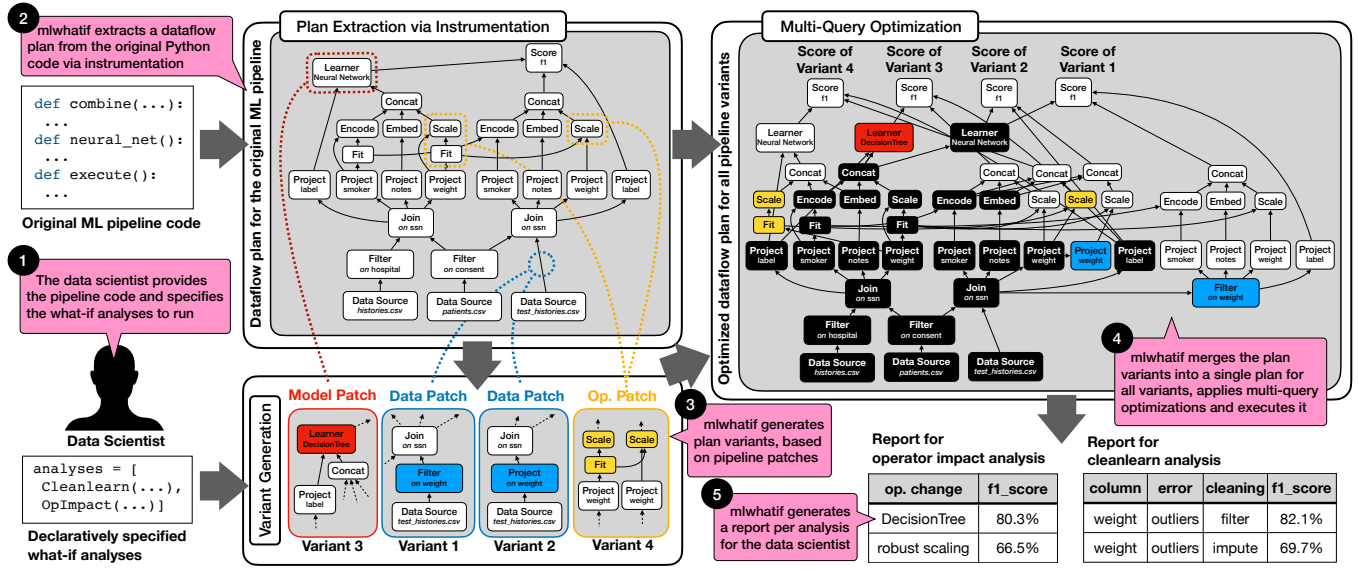 2
mlwhatif extracts a dataflow
plan from the original Python
code via instrumentation
def combine(...):
...
def neural_net():
...
def execute():
...
Original ML pipeline code
1
The data scientist provides
the pipeline code and specifies
the what-if analyses to run
Data Scientist
analyses = [
Cleanlearn(...),
OpImpact(...)]
Declaratively specified
what-if analyses
Plan Extraction via Instrumentation
Dataflow plan for the original ML pipeline
Learner
Neural Network
Score
f1
Concat
Concat
Encode
Embed
Scale
Encode
Embed
Scale
Fit
Fit
Project
label
Project
smoker
Project
notes
Project
weight
Project
smoker
Project
notes
Project
weight
Project
label
Join
on ssn
Join
on ssn
Filter
on hospital
Filter
on consent
Data Source
histories.csv
Data Source
patients.csv
Data Source
test_histories.csv
Variant Generation
Model Patch
Learner
DecisionTree
Concat
Project
label
Variant 3
Data Patch
Join
on ssn
Filter
on weight
Data Source
test_histories.csv
Variant 1
Data Patch
Join
on ssn
Project
on weight
Data Source
test_histories.csv
Variant 2
Op. Patch
Scale
Scale
Fit
Project
weight
Project
weight
Variant 4
3
mlwhatif generates
plan variants, based
on pipeline patches
Multi-Query Optimization
Optimized dataflow plan for all pipeline variants
Score of
Variant 4
Score of
Variant 3
Score of
Variant 2
Score of
Variant 1
Score
f1
Score
f1
Score
f1
Score
f1
Learner
Neural Network
Learner
DecisionTree
Learner
Neural Network
Concat
Concat
Concat
Concat
Concat
Scale
Encode
Embed
Scale
Encode
Embed
Scale
Scale
Scale
Encode
Embed
Scale
Fit
Fit
Fit
Project
label
Project
smoker
Project
notes
Project
weight
Project
smoker
Project
notes
Project
weight
Project
weight
Project
label
Project
smoker
Project
notes
Project
weight
Project
label
Join
on ssn
Join
on ssn
Filter
on weight
Filter
on hospital
Filter
on consent
Data Source
histories.csv
Data Source
patients.csv
Data Source
test_histories.csv
4
mlwhatif merges the plan
variants into a single plan for
all variants, applies multi-query
optimizations and executes it
5
mlwhatif generates
a report per analysis
for the data scientist
Report for
operator impact analysis
op. change f1_score
DecisionTree 80.3%
robust scaling 66.5%
Report for
cleanlearn analysis
column error cleaning f1_score
weight outliers filter 82.1%
weight outliers impute 69.7%